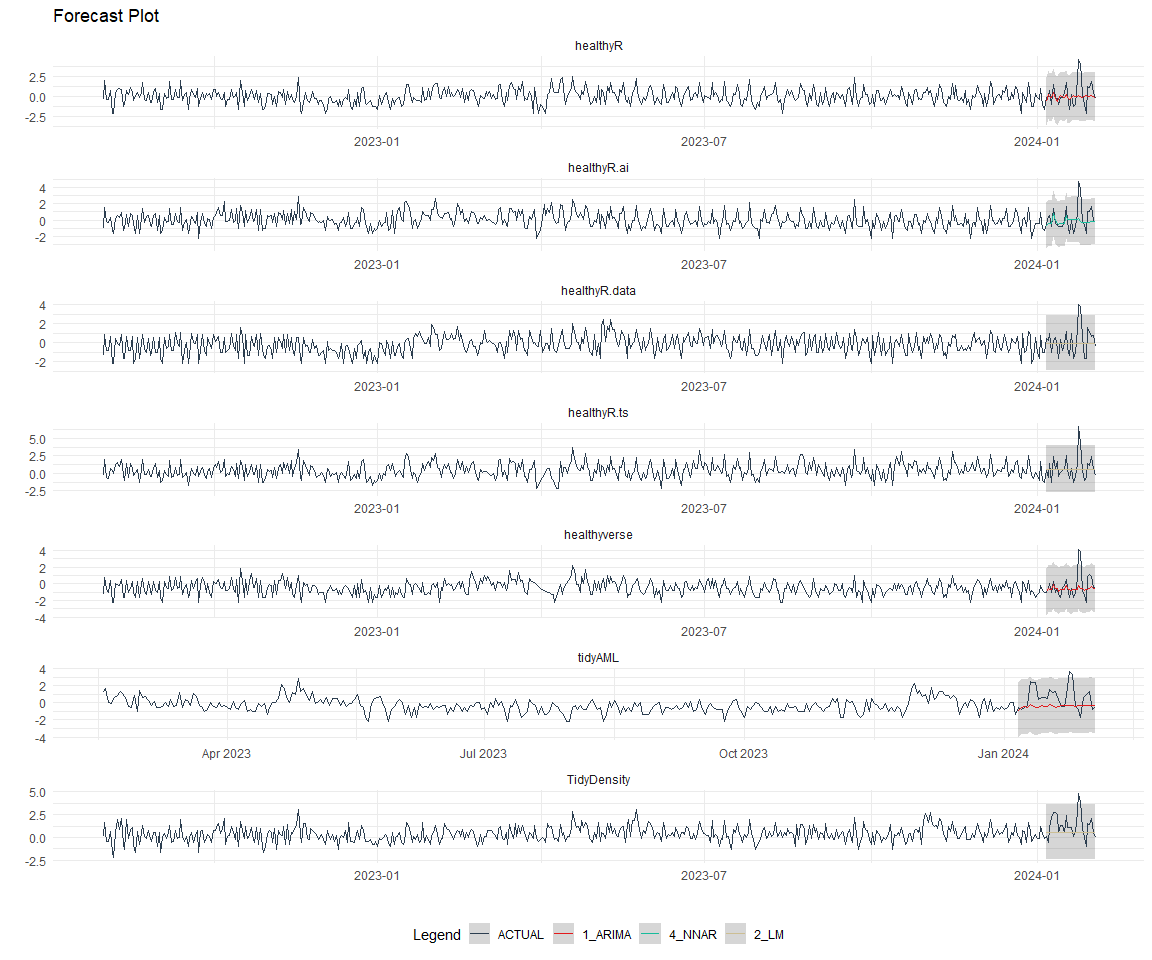 Forecast Plot
healthyR
2.5
0.0
-2.5
2023-01 2023-07 2024-01
healthyR.ai
4
2
0
-2
2023-01 2023-07 2024-01
healthyR.data
4
2
0
-2
2023-01 2023-07 2024-01
healthyR.ts
5.0
2.5
0.0
-2.5
2023-01 2023-07 2024-01
healthyverse
4
2
0
-2
-4
2023-01 2023-07 2024-01
tidyAML
4
2
0
-2
-4
Apr 2023 Jul 2023 Oct 2023 Jan 2024
TidyDensity
5.0
2.5
0.0
-2.5
2023-01 2023-07 2024-01
Legend ACTUAL 1_ARIMA 4_NNAR 2_LM